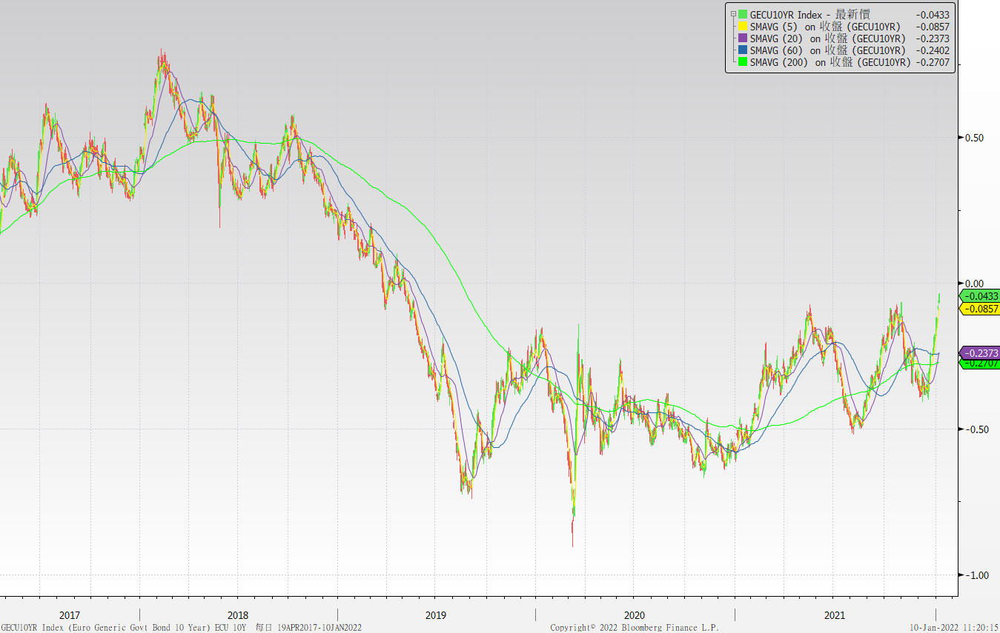 GECU10YR Index - 最新價 -0.0433
SMAVG (5) on 收盤 (GECU10YR) -0.0857
SMAVG (20) on 收盤 (GECU10YR) -0.2373
SMAVG (60) on 收盤 (GECU10YR) -0.2402
SMAVG (200) on 收盤 (GECU10YR) -0.2707
0.50
0.00
-0.0433
-0.0857
-0.2373
-0.2707
-0.50
-1.00
2017 2018 2019 2020 2021
GECU10YR Index (Euro Generic Govt Bond 10 Year) ECU 10Y 每日 19APR2017-10JAN2022 Copyright© 2022 Bloomberg Finance L.P. 10-Jan-2022 11:20:15